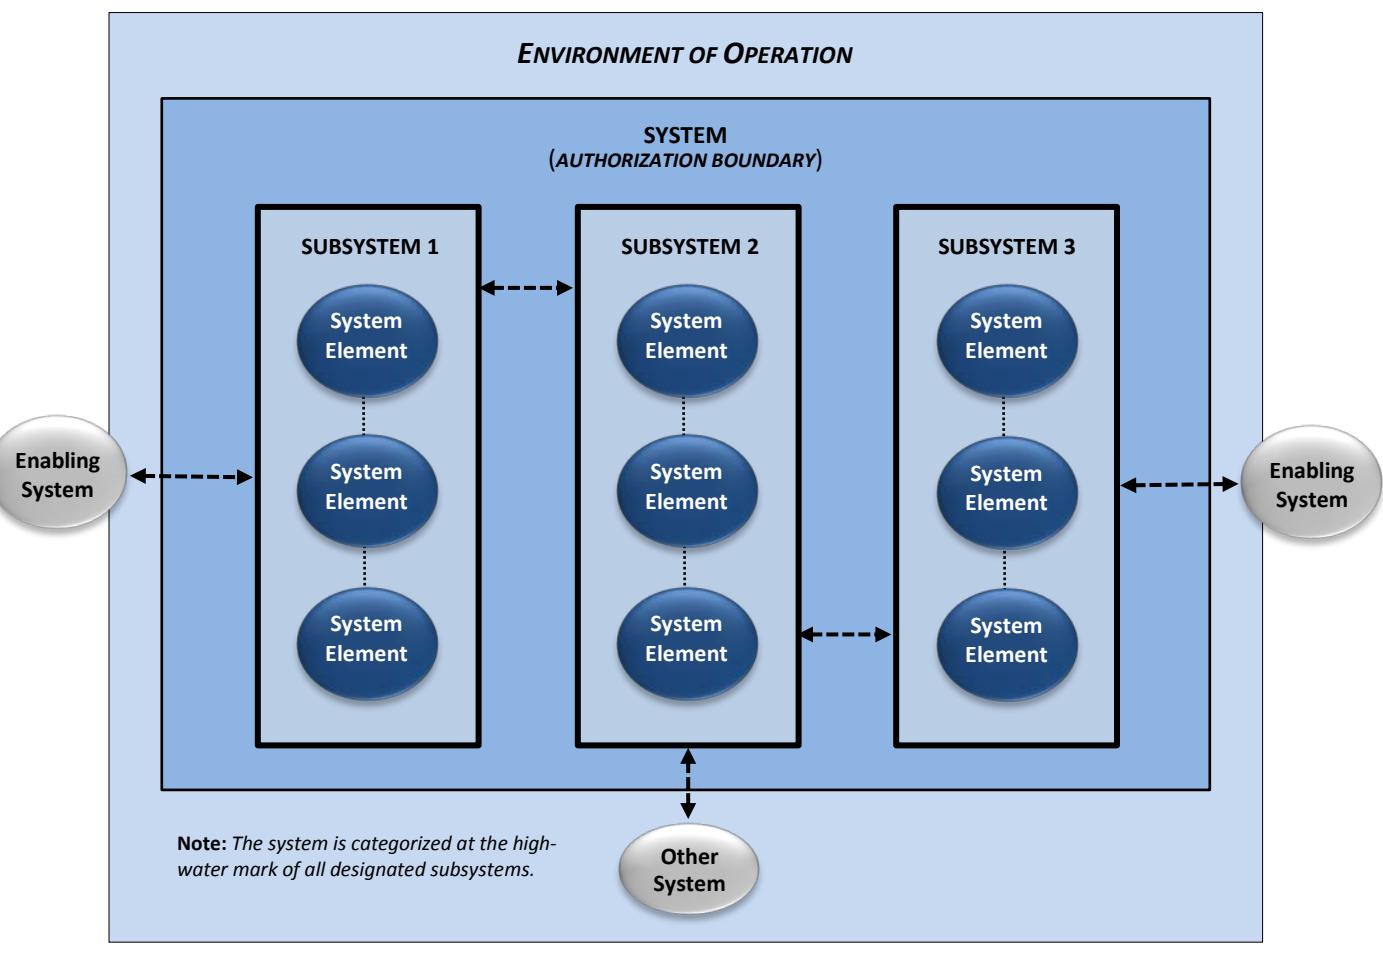 ENVIRONMENT OF OPERATION
SYSTEM
(AUTHORIZATION BOUNDARY)
SUBSYSTEM 1
System
Element
System
Element
System
Element
SUBSYSTEM 2
System
Element
System
Element
System
Element
SUBSYSTEM 3
System
Element
System
Element
System
Element
Enabling
System
Enabling
System
Note: The system is categorized at the high-
water mark of all designated subsystems.
Other
System